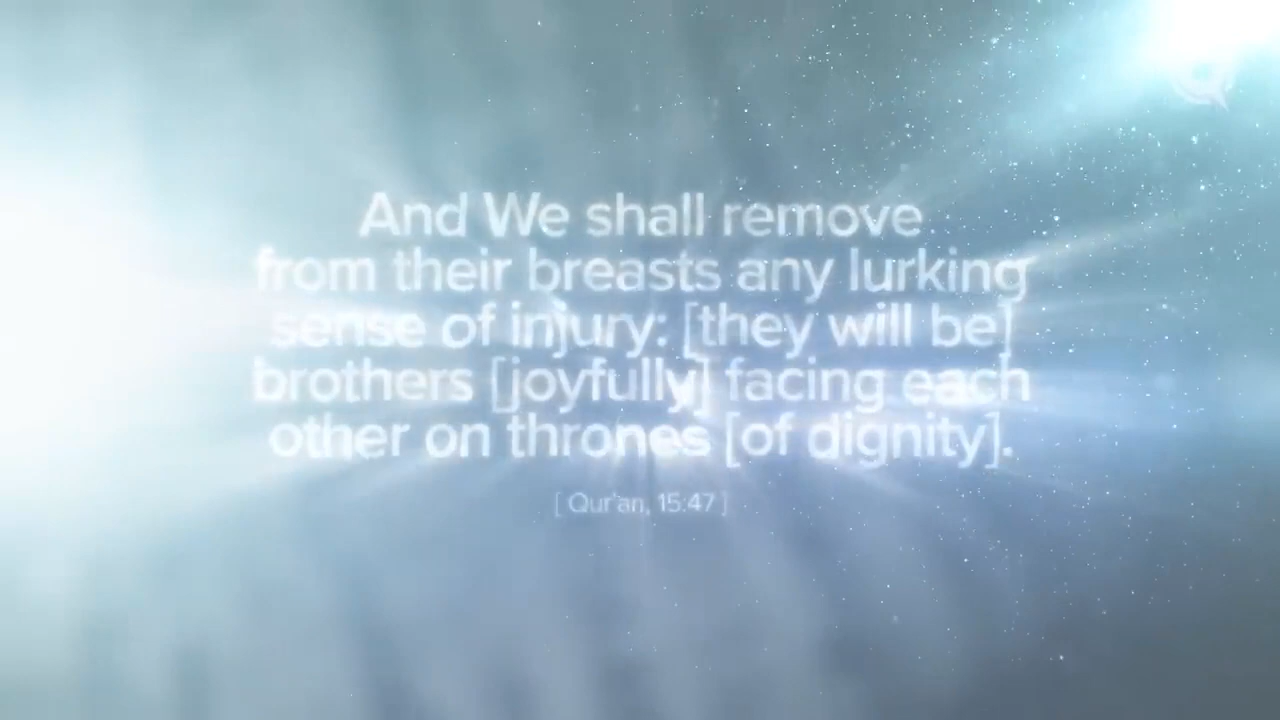 And We shall remove
from their breasts any lurking
sense of injury: [they will be]
brothers [joyfully] facing each
other on thrones [of dignity].
[ Qur'an, 15:47 ]